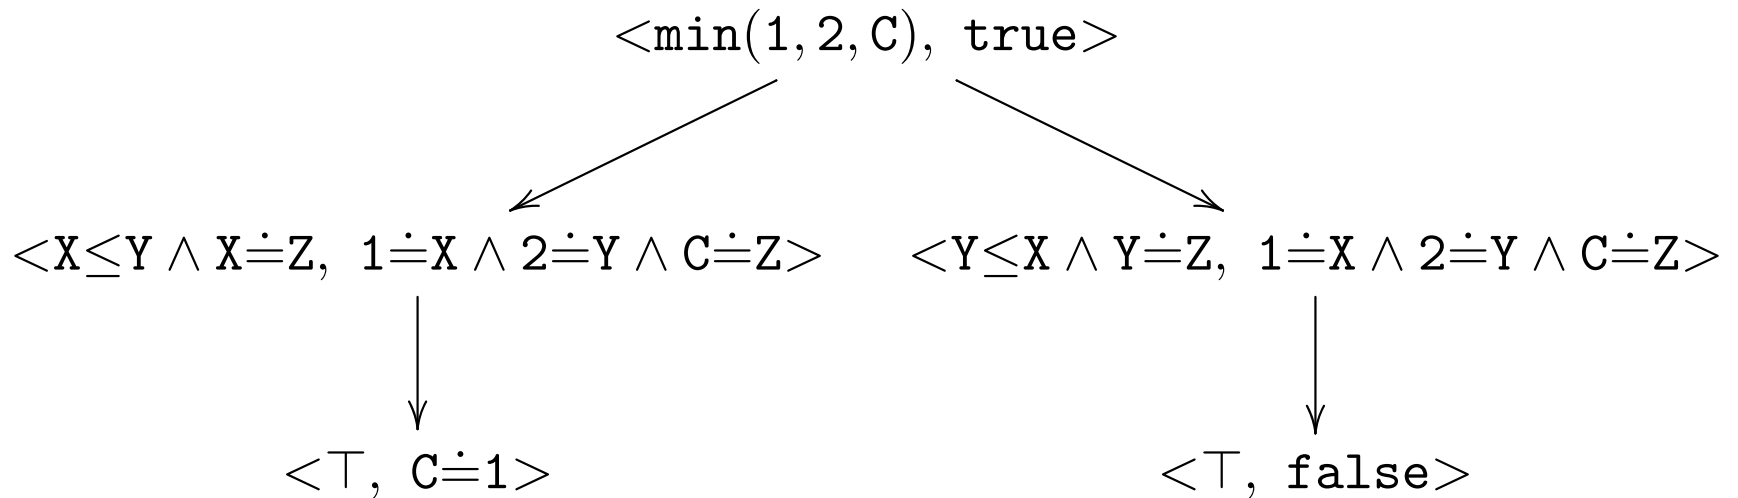 <min(1,2,C), true>
<X≤Y ∧ X≐Z, 1≐X ∧ 2≐Y ∧ C≐Z> <Y≤X ∧ Y≐Z, 1≐X ∧ 2≐Y ∧ C≐Z>
<⊤, C≐1> <⊤, false>